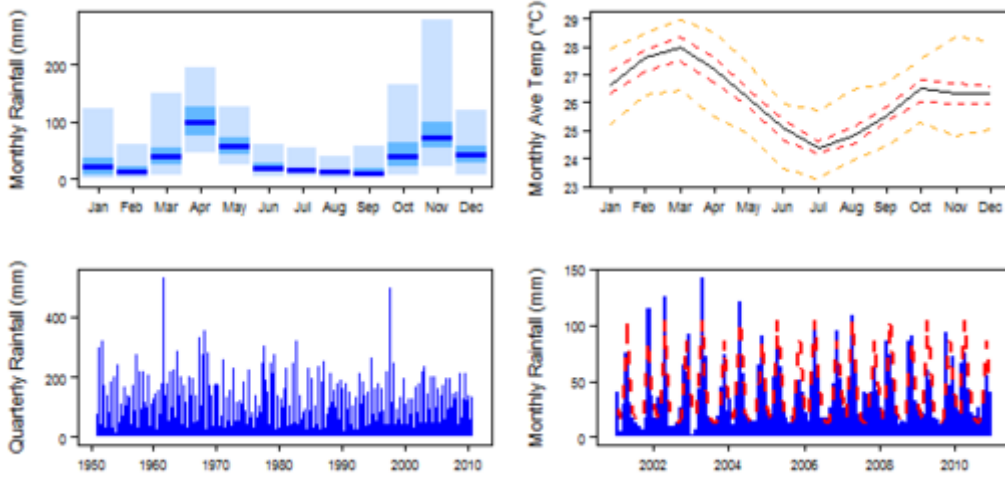 Monthly Rainfall (mm)
200
100
0
Jan Feb Mar Apr May Jun Jul Aug Sep Oct Nov Dec
Monthly Ave Temp (°C)
29
28
27
26
25
24
23
Jan Feb Mar Apr May Jun Jul Aug Sep Oct Nov Dec
Quarterly Rainfall (mm)
400
200
0
1950 1960 1970 1980 1990 2000 2010
Monthly Rainfall (mm)
150
100
50
0
2002 2004 2006 2008 2010